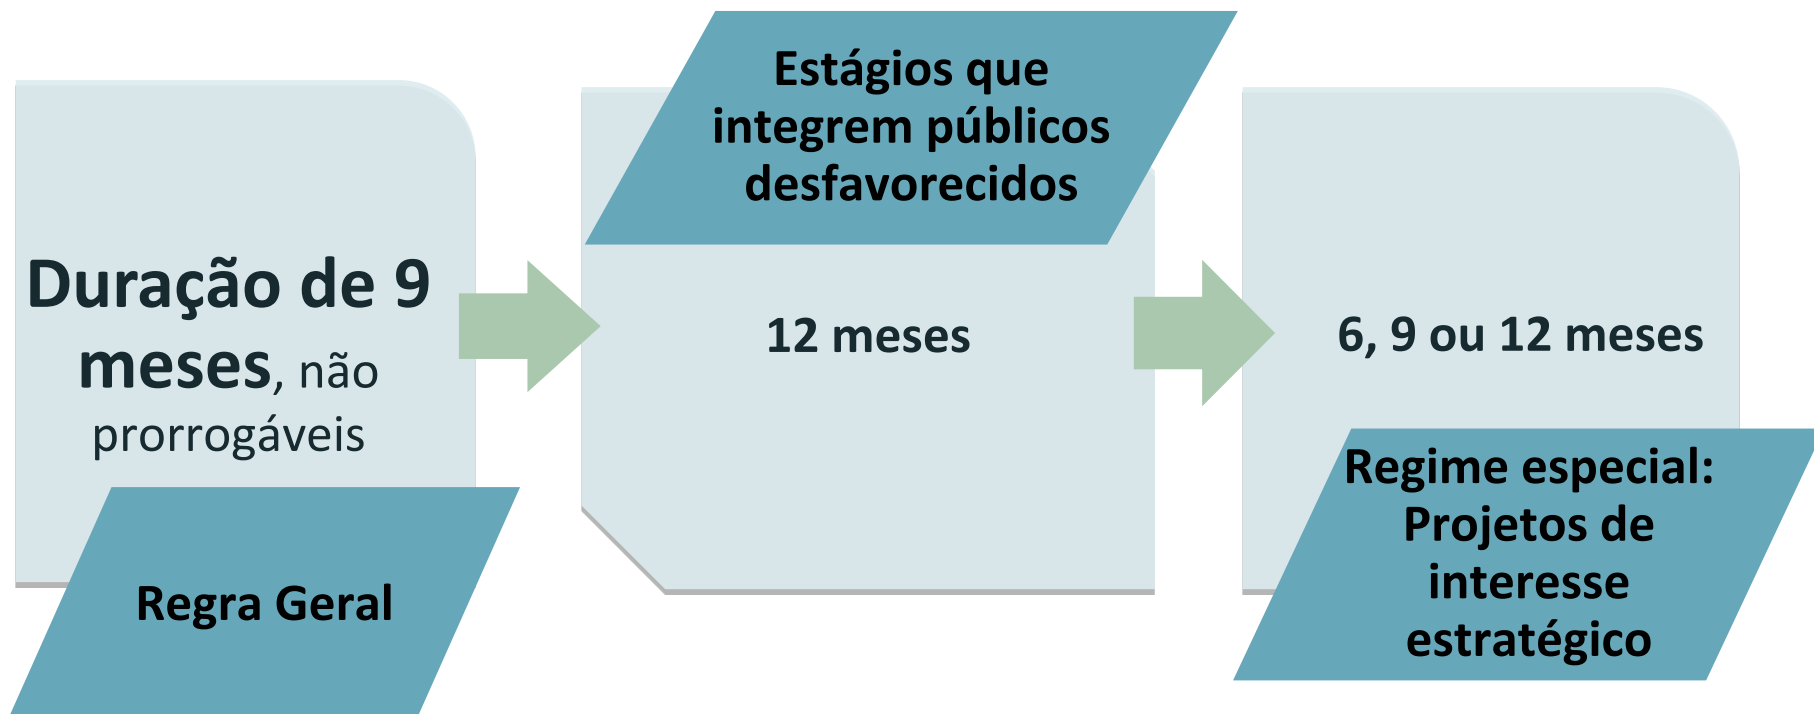 Duração de 9
meses, não
prorrogáveis
Regra Geral
Estágios que
integrem públicos
desfavorecidos
12 meses
6, 9 ou 12 meses
Regime especial:
Projetos de
interesse
estratégico